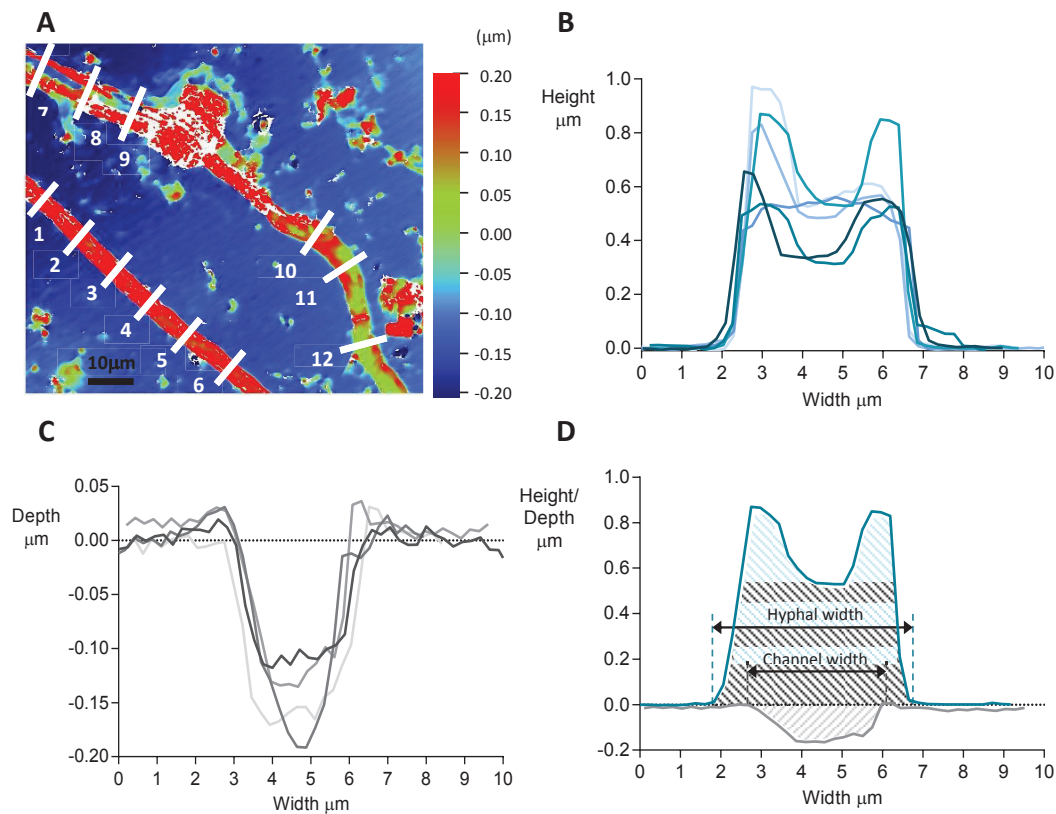 A
(μm)
0.20
0.15
0.10
0.05
0.00
-0.05
-0.10
-0.15
-0.20
7
8
9
1
2
3
4
5
6
10
11
12
10μm
B
Height
μm
1.0
0.8
0.6
0.4
0.2
0.0
0 1 2 3 4 5 6 7 8 9 10
Width μm
C
Depth
μm
0.05
0.00
-0.05
-0.10
-0.15
-0.20
0 1 2 3 4 5 6 7 8 9 10
Width μm
D
Height/
Depth
μm
1.0
0.8
0.6
0.4
0.2
0.0
-0.2
Hyphal width
Channel width
0 1 2 3 4 5 6 7 8 9 10
Width μm